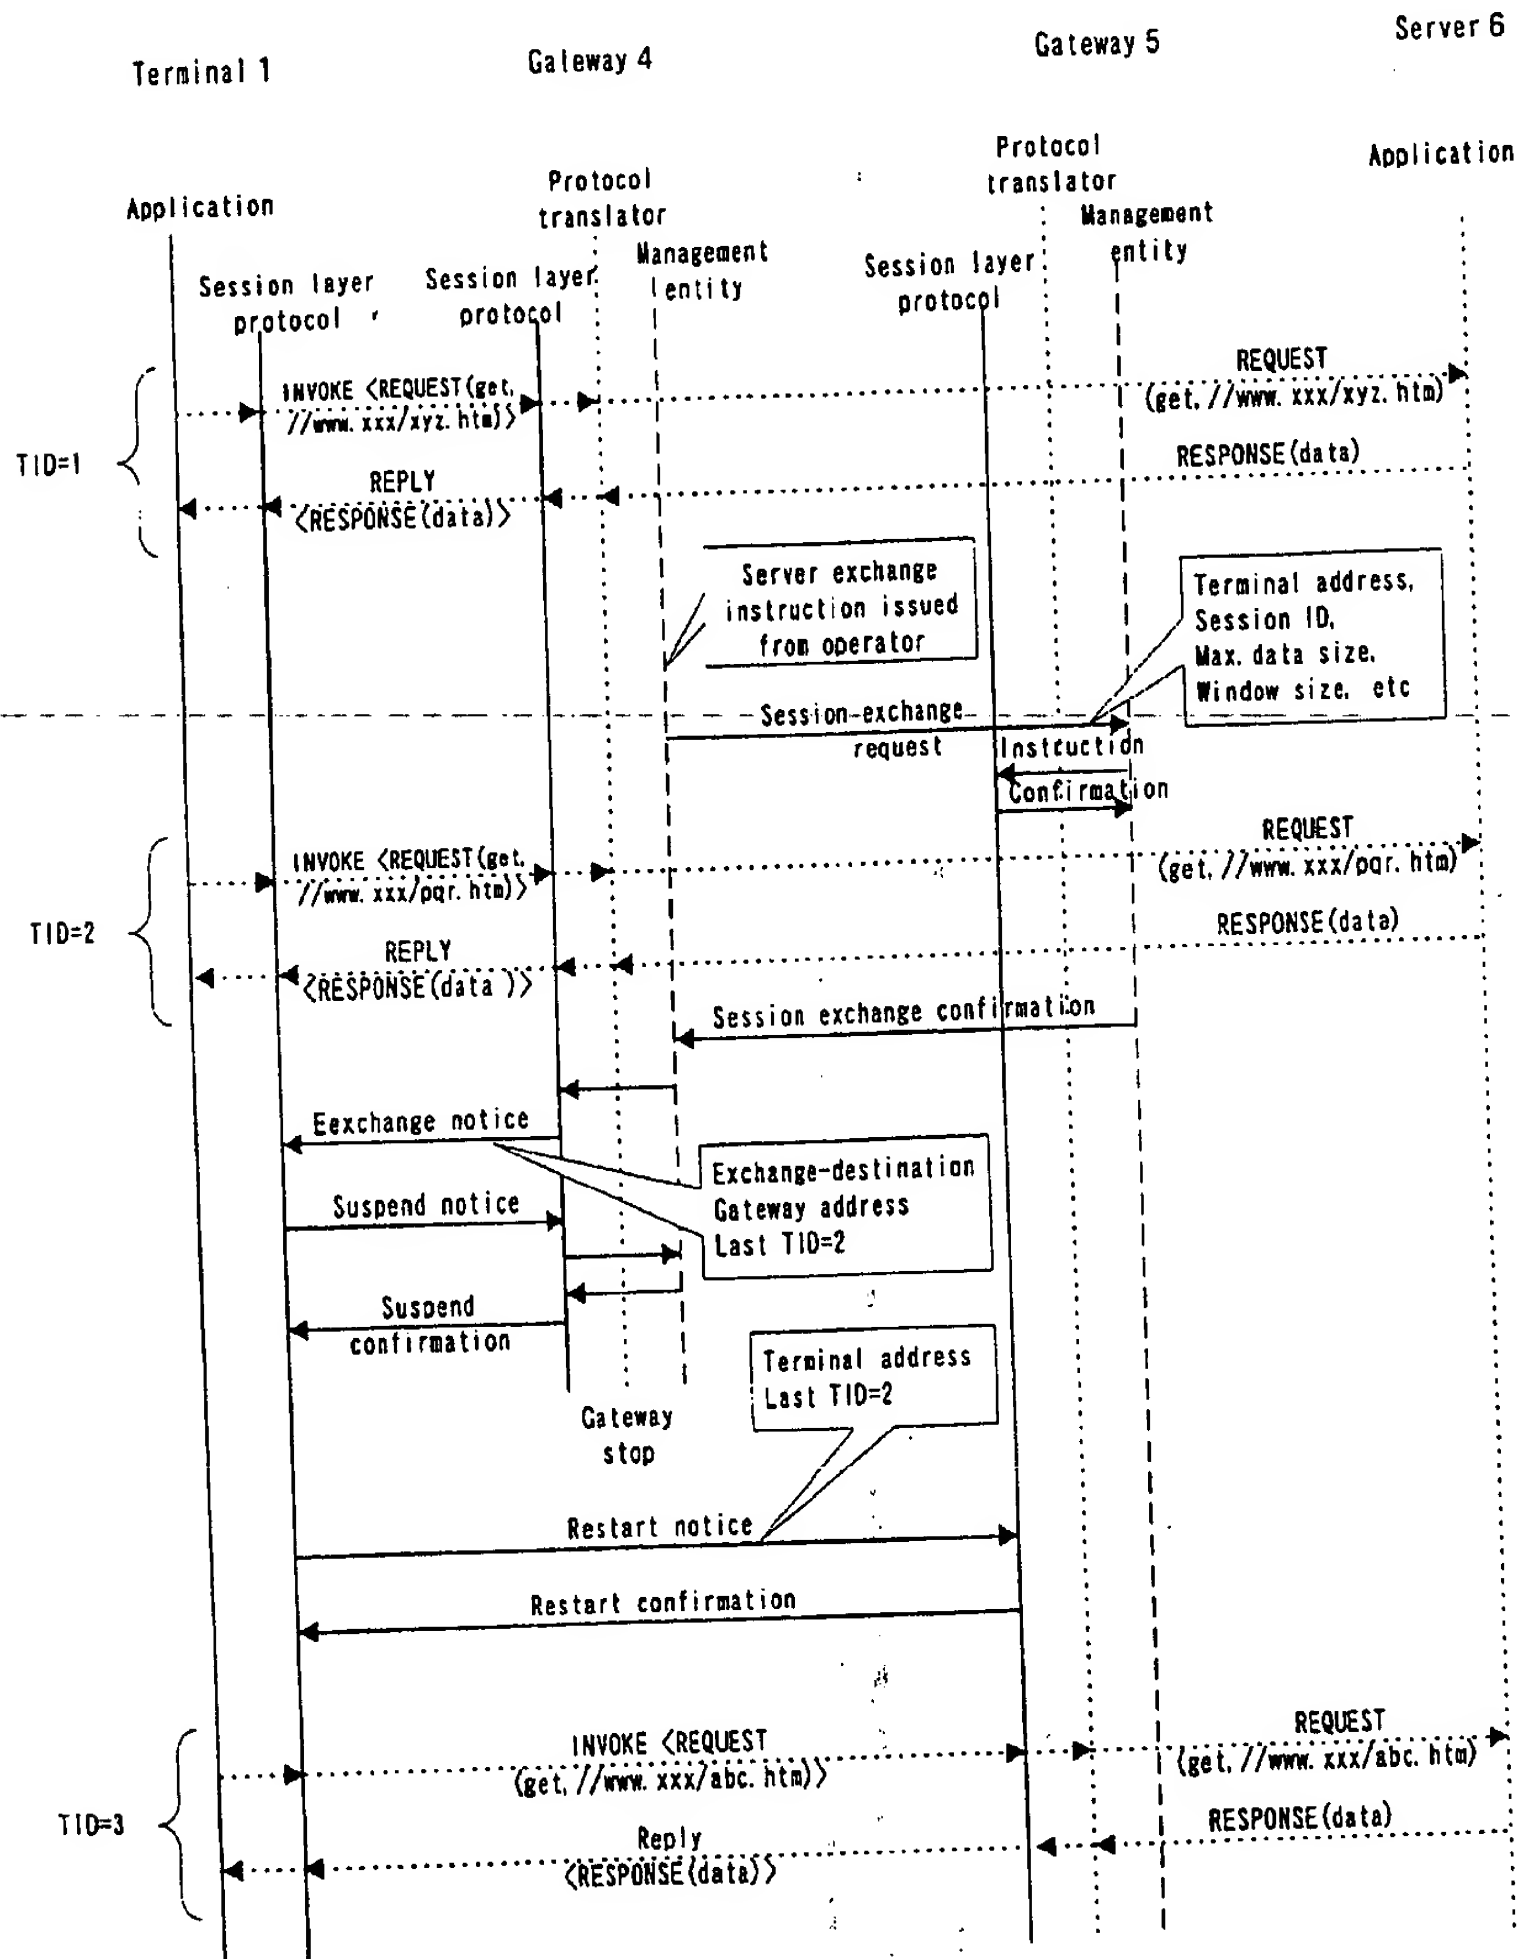 Terminal 1
Gateway 4
Gateway 5
Server 6
Application
Session layer
protocol
Session layer
protocol
Protocol
translator
Management
entity
Session layer
protocol
Protocol
translator
Management
entity
Application
TID=1
INVOKE <REQUEST(get,
//www.xxx/xyz.htm)>
REQUEST
(get,//www.xxx/xyz.htm)
RESPONSE(data)
REPLY
<RESPONSE(data)>
Server exchange
instruction issued
from operator
Terminal address,
Session ID,
Max. data size,
Window size, etc
Session-exchange
request
Instruction
Confirmation
TID=2
INVOKE <REQUEST(get,
//www.xxx/pqr.htm)>
REQUEST
(get,//www.xxx/pqr.htm)
RESPONSE(data)
REPLY
<RESPONSE(data )>
Session exchange confirmation
Eexchange notice
Exchange-destination
Gateway address
Last TID=2
Suspend notice
Suspend
confirmation
Terminal address
Last TID=2
Gateway
stop
Restart notice
Restart confirmation
TID=3
INVOKE <REQUEST
(get,//www.xxx/abc.htm)>
REQUEST
(get,//www.xxx/abc.htm)
RESPONSE(data)
Reply
<RESPONSE(data)>